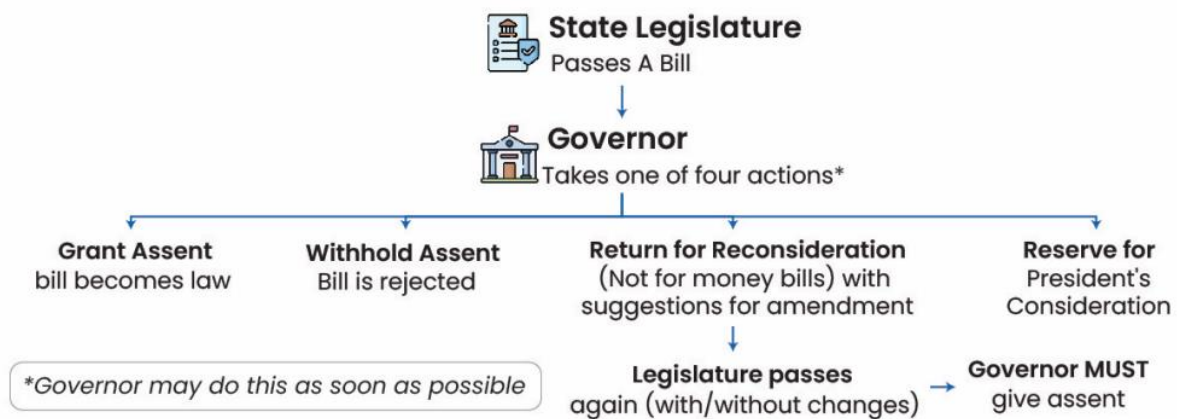 State Legislature
Passes A Bill
Governor
Takes one of four actions*
Grant Assent
bill becomes law
Withhold Assent
Bill is rejected
Return for Reconsideration
(Not for money bills) with
suggestions for amendment
Reserve for
President's
Consideration
Legislature passes
again (with/without changes)
Governor MUST
give assent
*Governor may do this as soon as possible